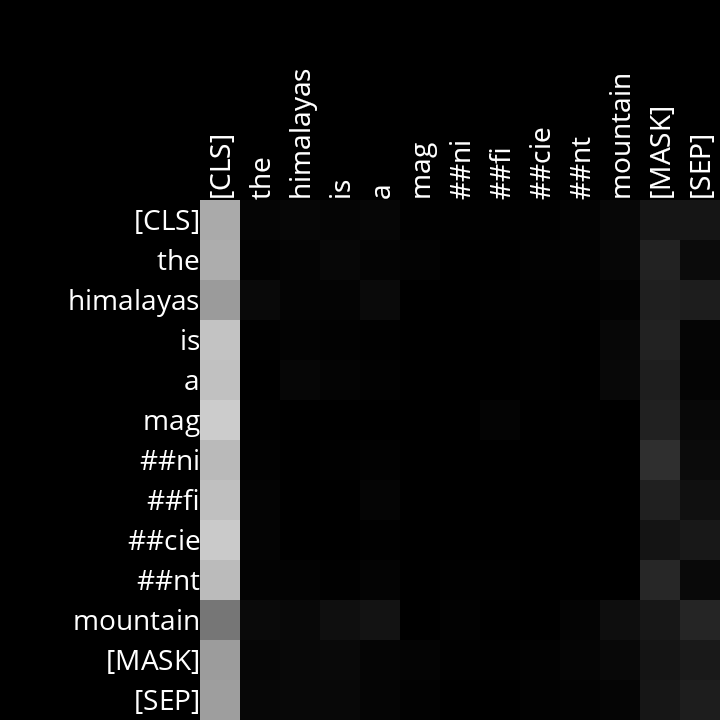 [CLS] the himalayas is a mag ##ni ##fi ##cie ##nt mountain [MASK] [SEP]
[CLS]
the
himalayas
is
a
mag
##ni
##fi
##cie
##nt
mountain
[MASK]
[SEP]